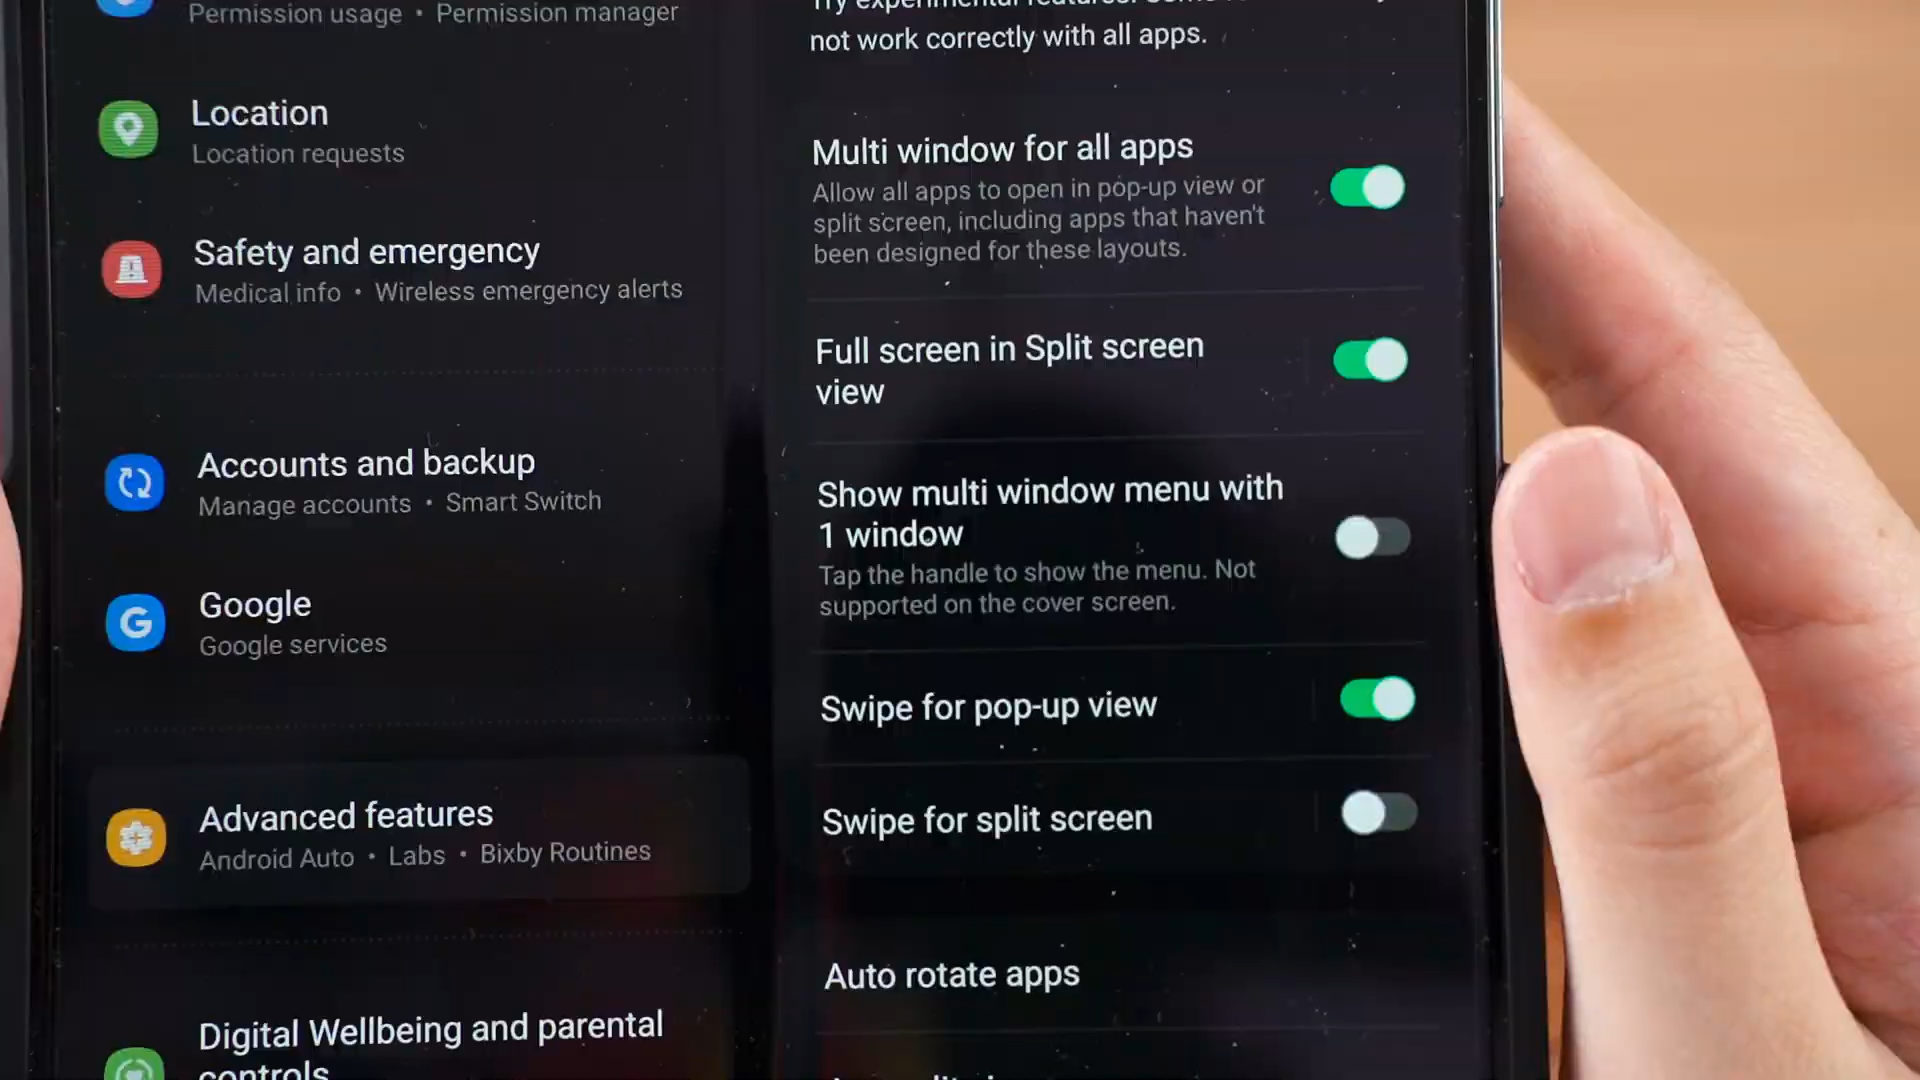 Permission usage • Permission manager
Location
Location requests
Safety and emergency
Medical info • Wireless emergency alerts
Accounts and backup
Manage accounts • Smart Switch
Google
Google services
Advanced features
Android Auto • Labs • Bixby Routines
Digital Wellbeing and parental
controls
Try experimental features.
not work correctly with all apps.
Multi window for all apps
Allow all apps to open in pop-up view or
split screen, including apps that haven't
been designed for these layouts.
Full screen in Split screen
view
Show multi window menu with
1 window
Tap the handle to show the menu. Not
supported on the cover screen.
Swipe for pop-up view
Swipe for split screen
Auto rotate apps